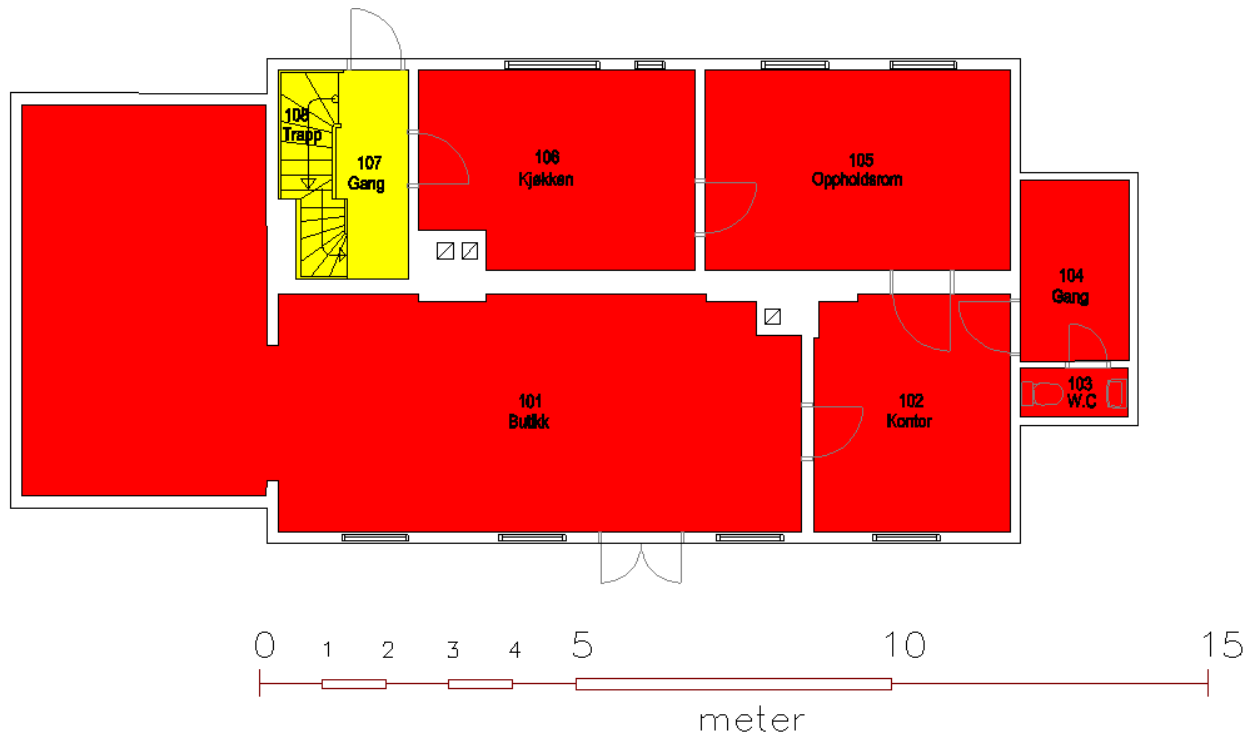 108
Trapp
107
Gang
106
Kjøkken
105
Oppholdsrom
104
Gang
103
W.C
102
Kontor
101
Butikk
0 1 2 3 4 5 10 15
meter